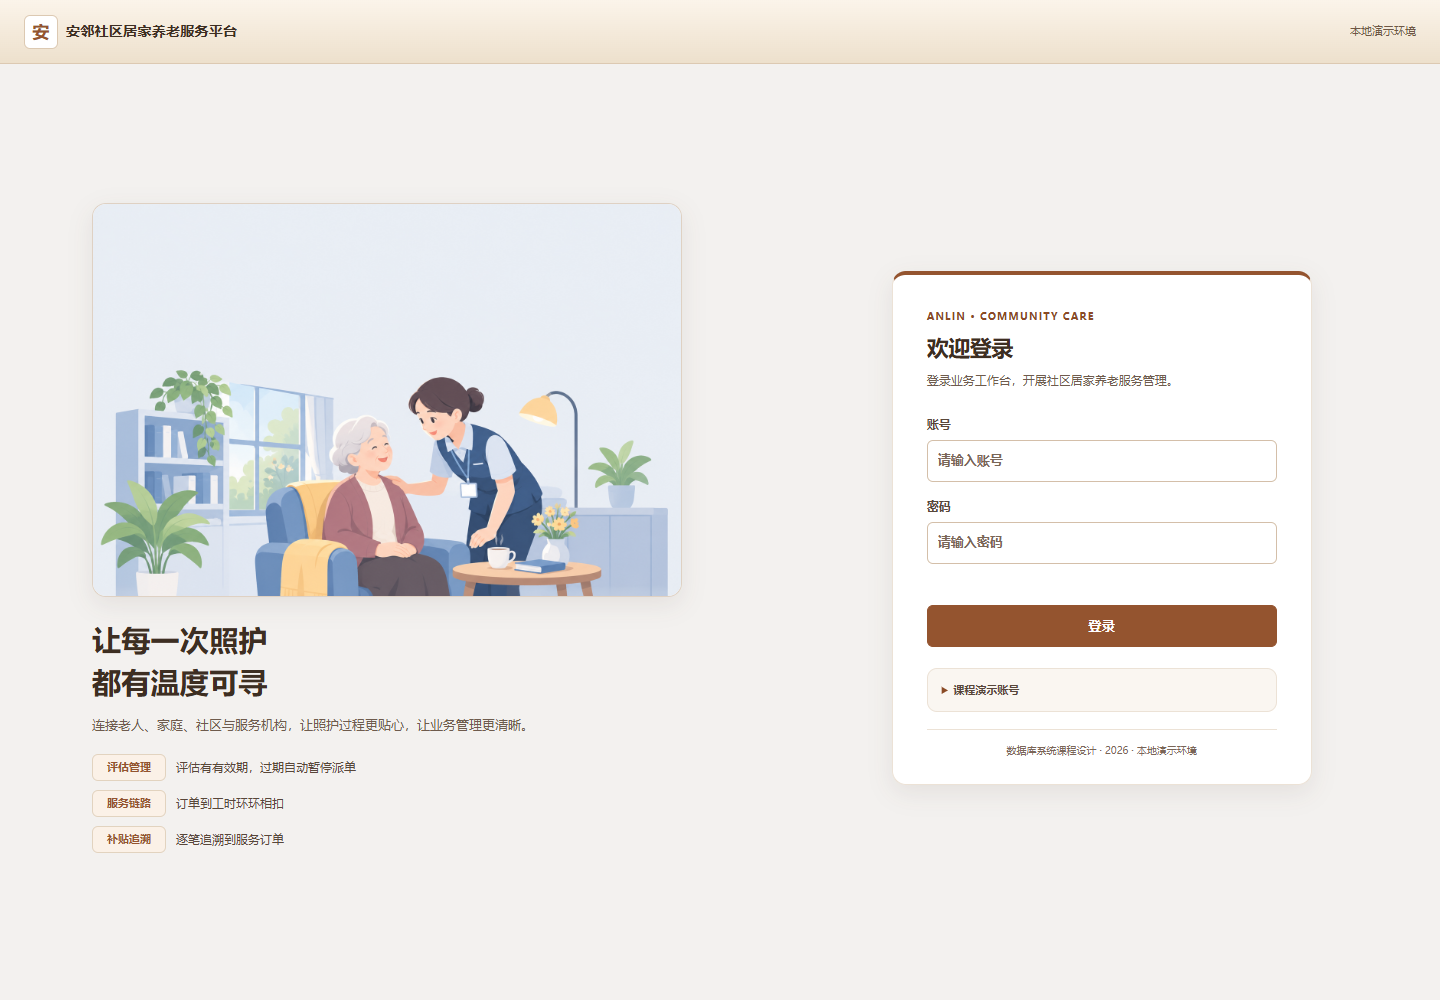 安
安邻社区居家养老服务平台
本地演示环境
让每一次照护
都有温度可寻
连接老人、家庭、社区与服务机构，让照护过程更贴心，让业务管理更清晰。
评估管理 评估有有效期，过期自动暂停派单
服务链路 订单到工时环环相扣
补贴追溯 逐笔追溯到服务订单
ANLIN • COMMUNITY CARE
欢迎登录
登录业务工作台，开展社区居家养老服务管理。
账号
请输入账号
密码
请输入密码
登录
课程演示账号
数据库系统课程设计 · 2026 · 本地演示环境